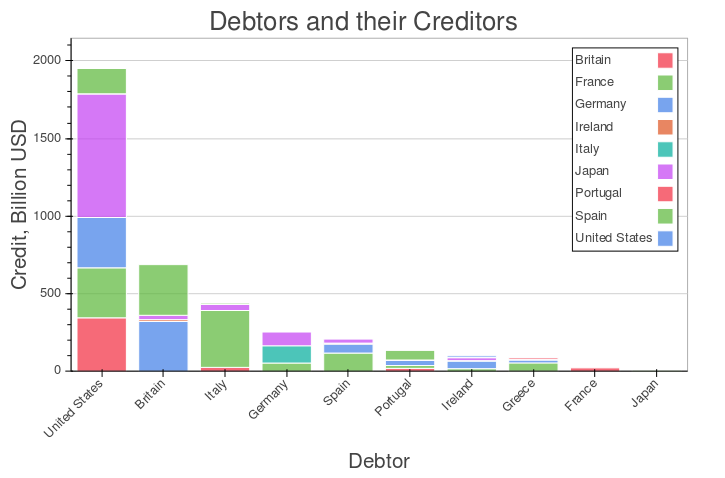 Debtors and their Creditors
Credit, Billion USD
2000
1500
1000
500
0
Britain
France
Germany
Ireland
Italy
Japan
Portugal
Spain
United States
United States
Britain
Italy
Germany
Spain
Portugal
Ireland
Greece
France
Japan
Debtor